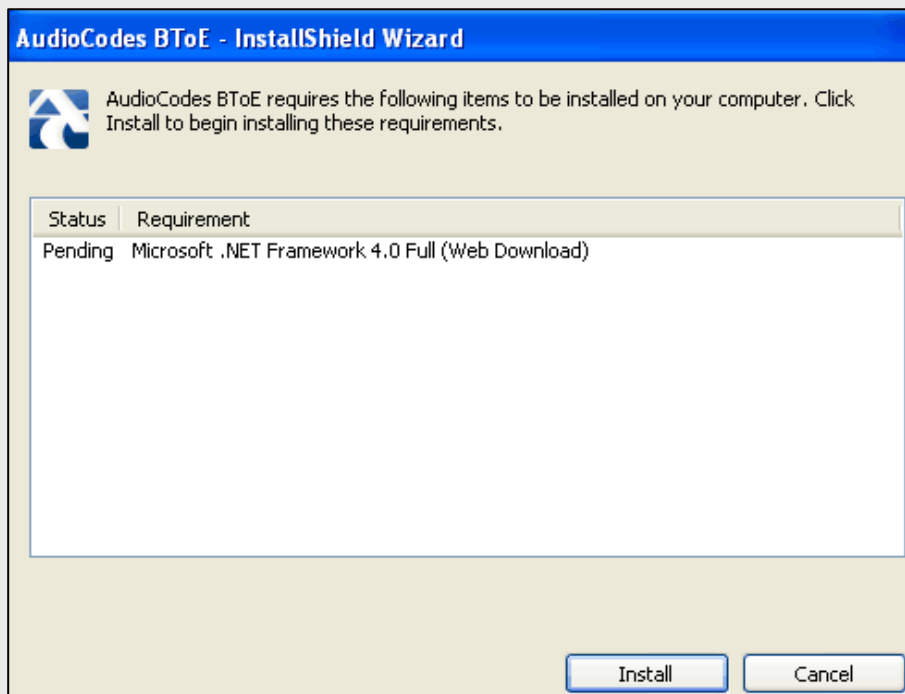 AudioCodes BToE - InstallShield Wizard
AudioCodes BToE requires the following items to be installed on your computer. Click
Install to begin installing these requirements.
Status Requirement
Pending Microsoft .NET Framework 4.0 Full (Web Download)
Install Cancel